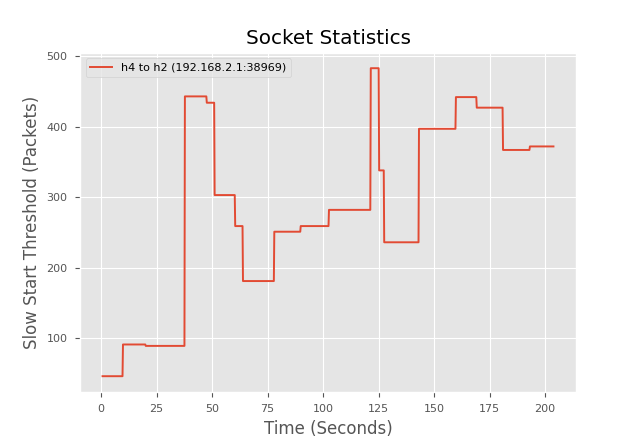 Socket Statistics
h4 to h2 (192.168.2.1:38969)
Slow Start Threshold (Packets)
500
400
300
200
100
0 25 50 75 100 125 150 175 200
Time (Seconds)